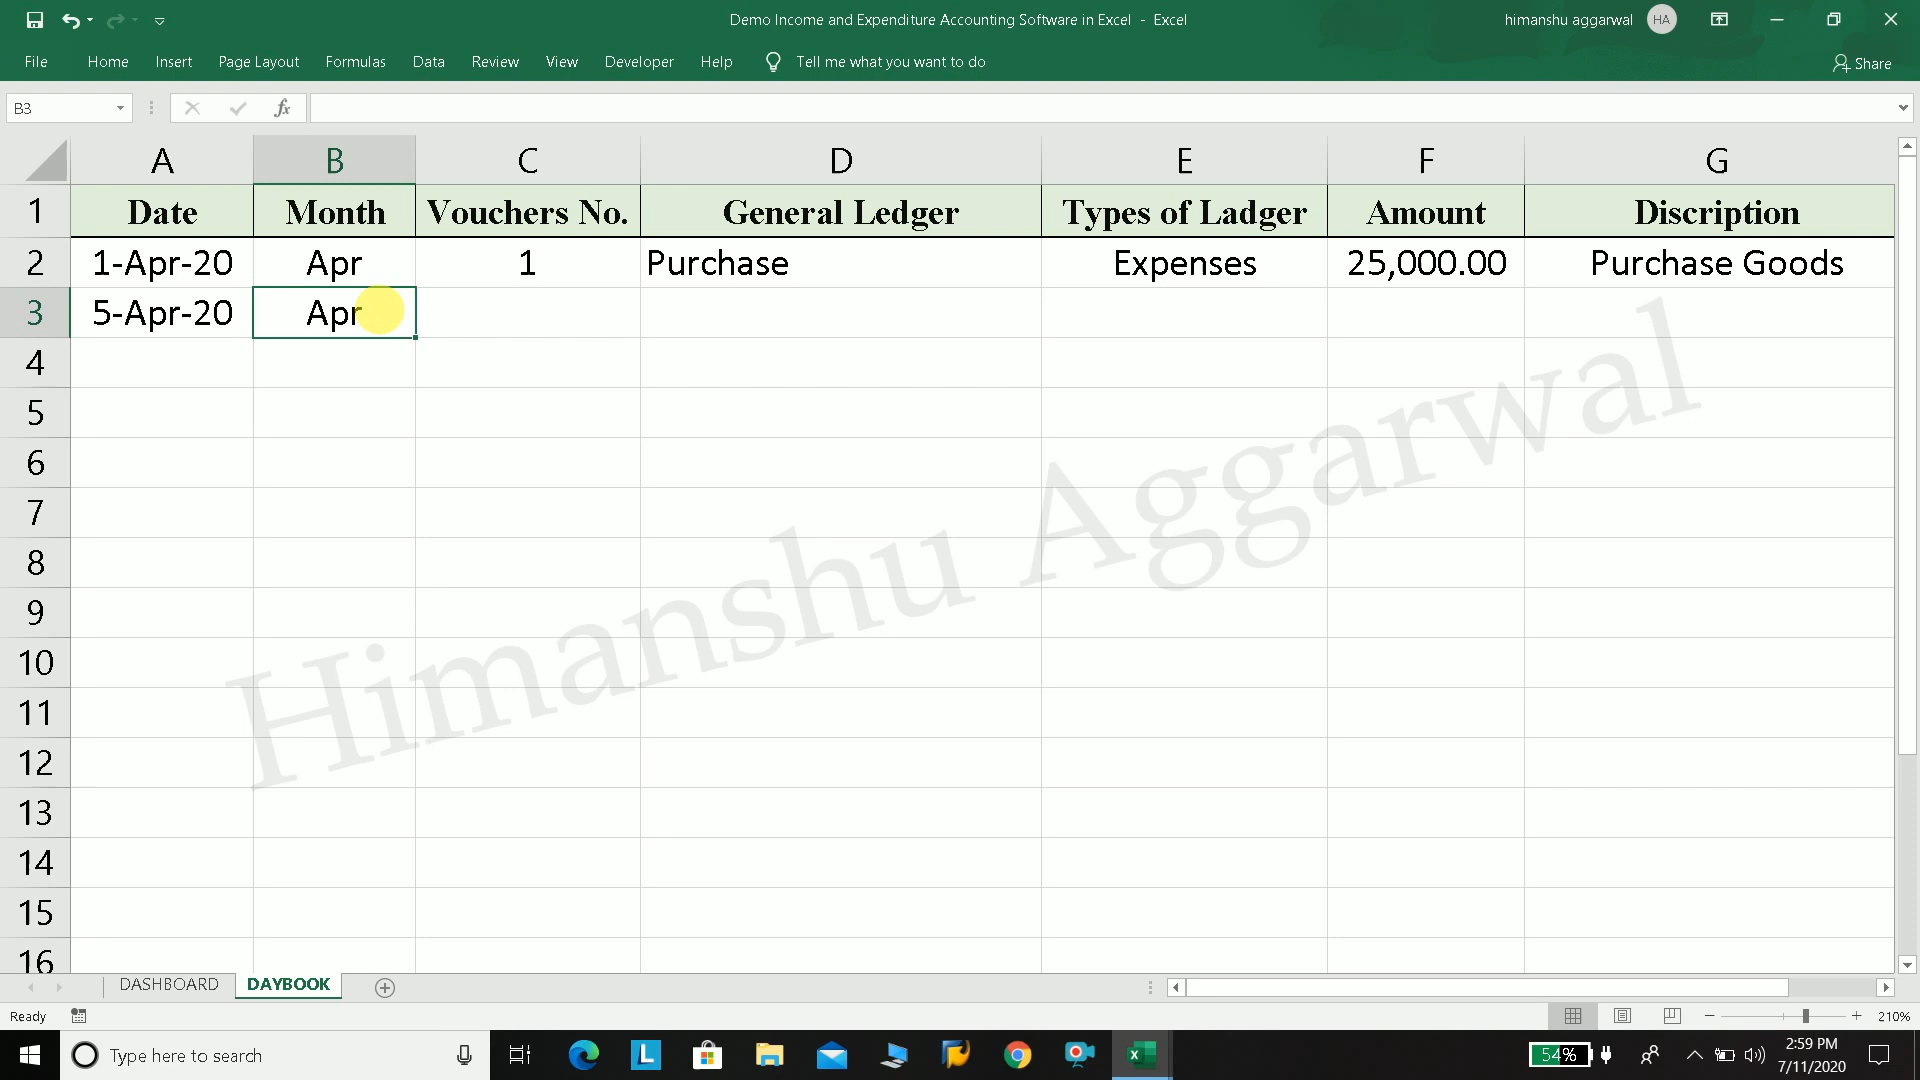 Demo Income and Expenditure Accounting Software in Excel - Excel
himanshu aggarwal HA
File Home Insert Page Layout Formulas Data Review View Developer Help Tell me what you want to do Share
B3 fx
A B C D E F G
1 Date Month Vouchers No. General Ledger Types of Ladger Amount Discription
2 1-Apr-20 Apr 1 Purchase Expenses 25,000.00 Purchase Goods
3 5-Apr-20 Apr
4
5
6
7
8
9
10
11
12
13
14
15
16
Himanshu Aggarwal
DASHBOARD DAYBOOK
Ready 210%
Type here to search L 54% 2:59 PM
7/11/2020